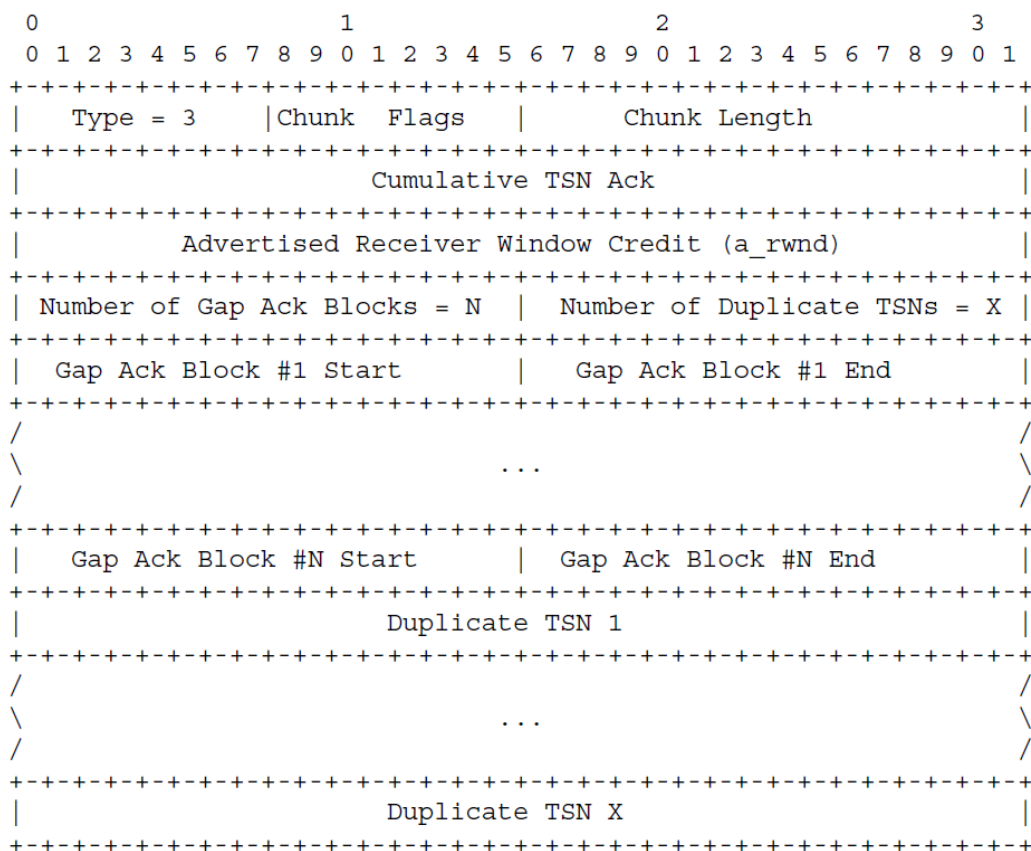 0                   1                   2                   3
 0 1 2 3 4 5 6 7 8 9 0 1 2 3 4 5 6 7 8 9 0 1 2 3 4 5 6 7 8 9 0 1
+-+-+-+-+-+-+-+-+-+-+-+-+-+-+-+-+-+-+-+-+-+-+-+-+-+-+-+-+-+-+-+-+
|   Type = 3    |Chunk  Flags   |      Chunk Length             |
+-+-+-+-+-+-+-+-+-+-+-+-+-+-+-+-+-+-+-+-+-+-+-+-+-+-+-+-+-+-+-+-+
|                      Cumulative TSN Ack                       |
+-+-+-+-+-+-+-+-+-+-+-+-+-+-+-+-+-+-+-+-+-+-+-+-+-+-+-+-+-+-+-+-+
|          Advertised Receiver Window Credit (a_rwnd)           |
+-+-+-+-+-+-+-+-+-+-+-+-+-+-+-+-+-+-+-+-+-+-+-+-+-+-+-+-+-+-+-+-+
| Number of Gap Ack Blocks = N  |  Number of Duplicate TSNs = X |
+-+-+-+-+-+-+-+-+-+-+-+-+-+-+-+-+-+-+-+-+-+-+-+-+-+-+-+-+-+-+-+-+
|  Gap Ack Block #1 Start       |   Gap Ack Block #1 End        |
+-+-+-+-+-+-+-+-+-+-+-+-+-+-+-+-+-+-+-+-+-+-+-+-+-+-+-+-+-+-+-+-+
/                                                               /
\                              ...                              \
/                                                               /
+-+-+-+-+-+-+-+-+-+-+-+-+-+-+-+-+-+-+-+-+-+-+-+-+-+-+-+-+-+-+-+-+
|   Gap Ack Block #N Start      |  Gap Ack Block #N End         |
+-+-+-+-+-+-+-+-+-+-+-+-+-+-+-+-+-+-+-+-+-+-+-+-+-+-+-+-+-+-+-+-+
|                       Duplicate TSN 1                         |
+-+-+-+-+-+-+-+-+-+-+-+-+-+-+-+-+-+-+-+-+-+-+-+-+-+-+-+-+-+-+-+-+
/                                                               /
\                              ...                              \
/                                                               /
+-+-+-+-+-+-+-+-+-+-+-+-+-+-+-+-+-+-+-+-+-+-+-+-+-+-+-+-+-+-+-+-+
|                       Duplicate TSN X                         |
+-+-+-+-+-+-+-+-+-+-+-+-+-+-+-+-+-+-+-+-+-+-+-+-+-+-+-+-+-+-+-+-+